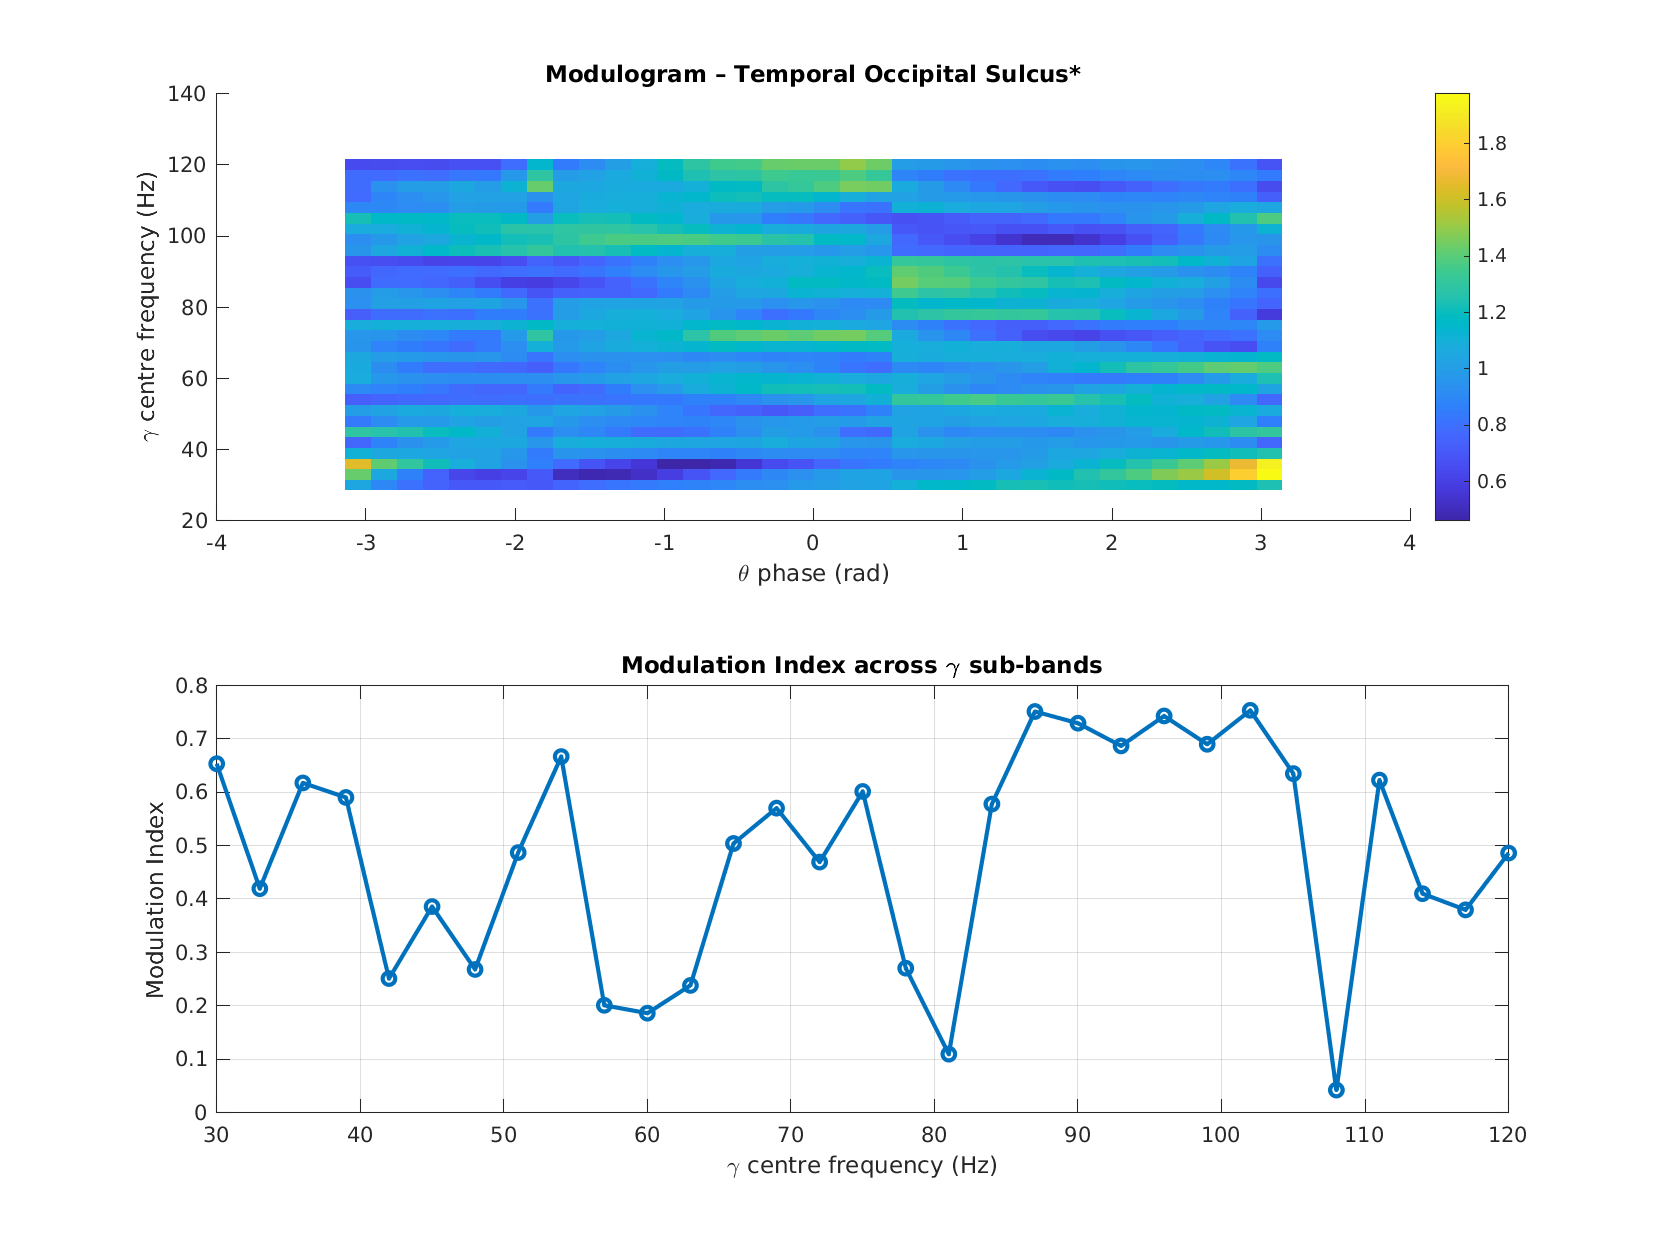 Modulogram – Temporal Occipital Sulcus*
140
120
100
80
60
40
20
γ centre frequency (Hz)
-4 -3 -2 -1 0 1 2 3 4
θ phase (rad)
1.8
1.6
1.4
1.2
1
0.8
0.6
Modulation Index across γ sub-bands
0.8
0.7
0.6
0.5
0.4
0.3
0.2
0.1
0
Modulation Index
30 40 50 60 70 80 90 100 110 120
γ centre frequency (Hz)